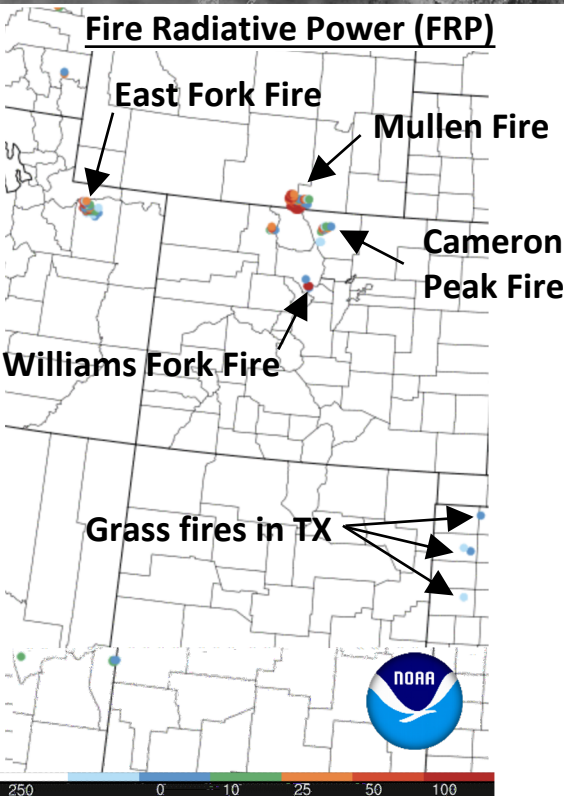 Fire Radiative Power (FRP)
East Fork Fire
Mullen Fire
Cameron
Peak Fire
Williams Fork Fire
Grass fires in TX
NOAA
250 0 10 25 50 100